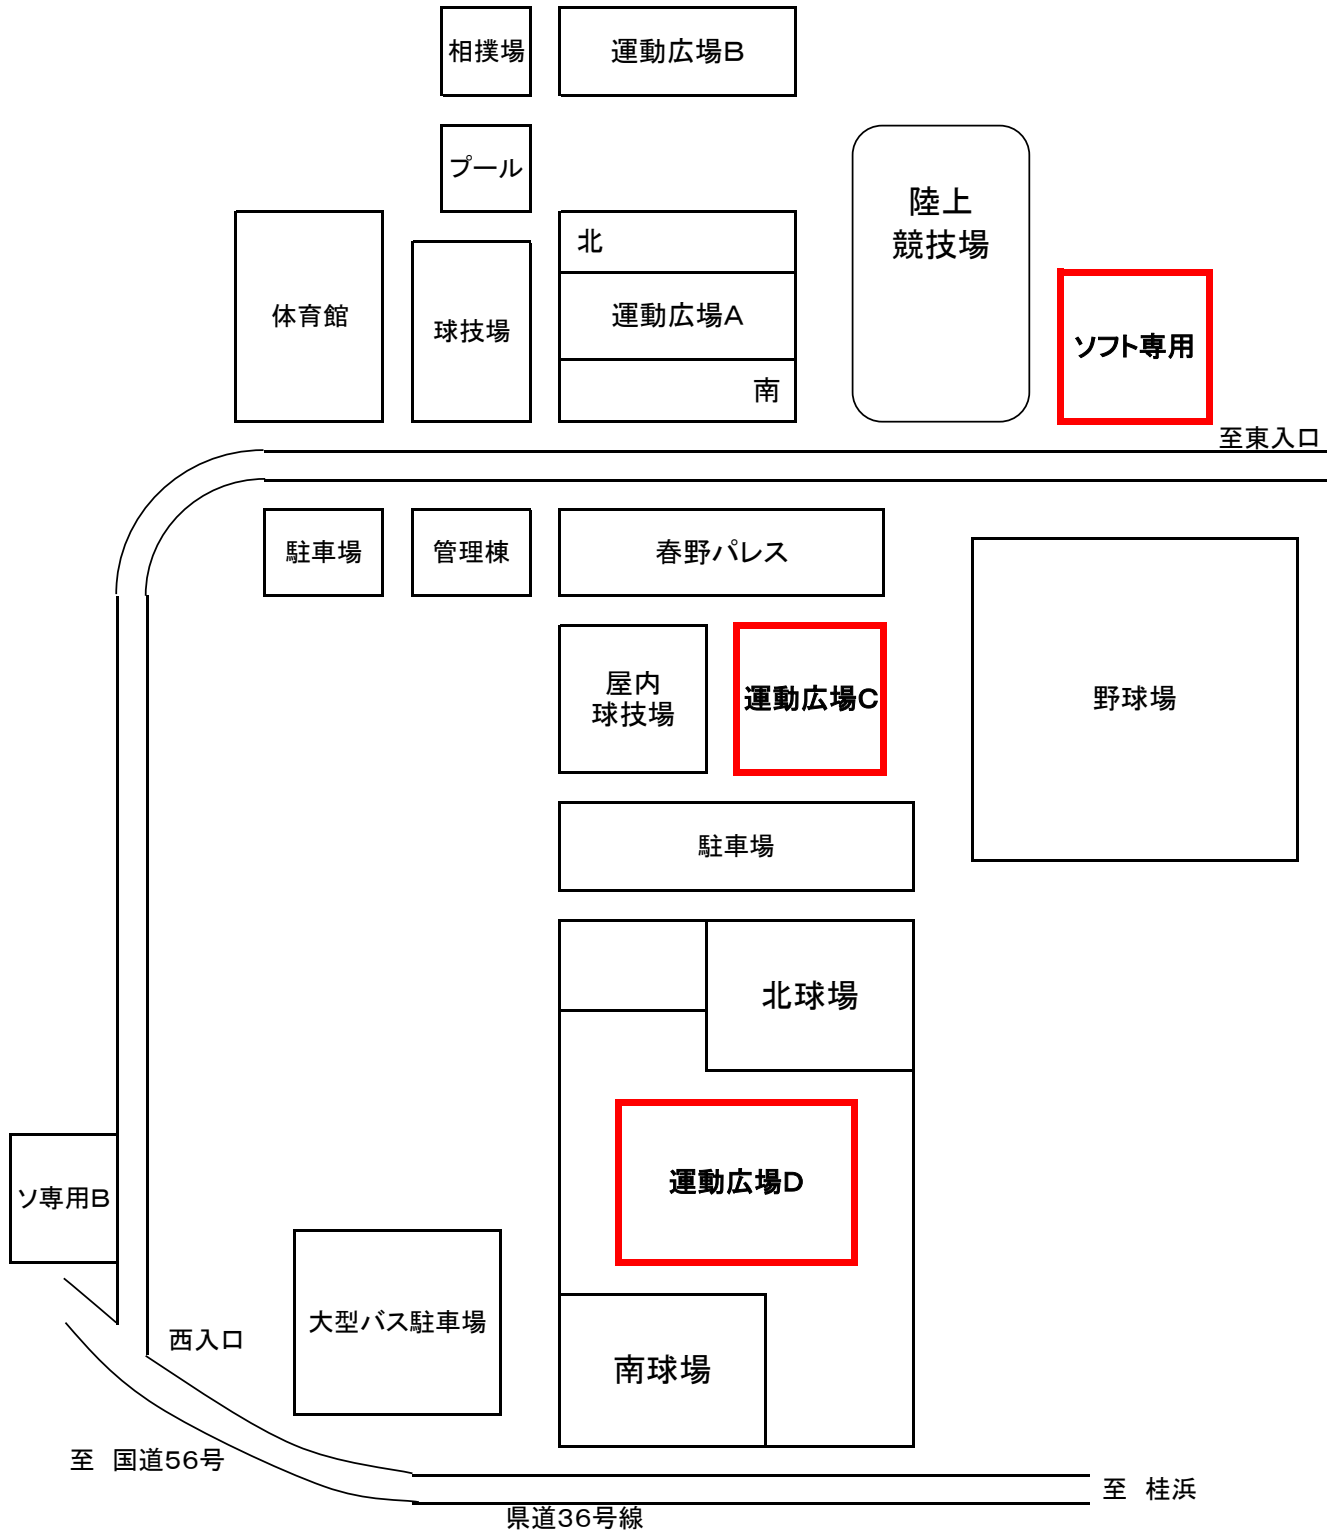 相撲場
運動広場B
プール
陸上
競技場
北
体育館
球技場
運動広場A
ソフト専用
南
至東入口
駐車場
管理棟
春野パレス
屋内
球技場
運動広場C
野球場
駐車場
北球場
運動広場D
ソ専用B
大型バス駐車場
西入口
南球場
至　国道56号
至　桂浜
県道36号線